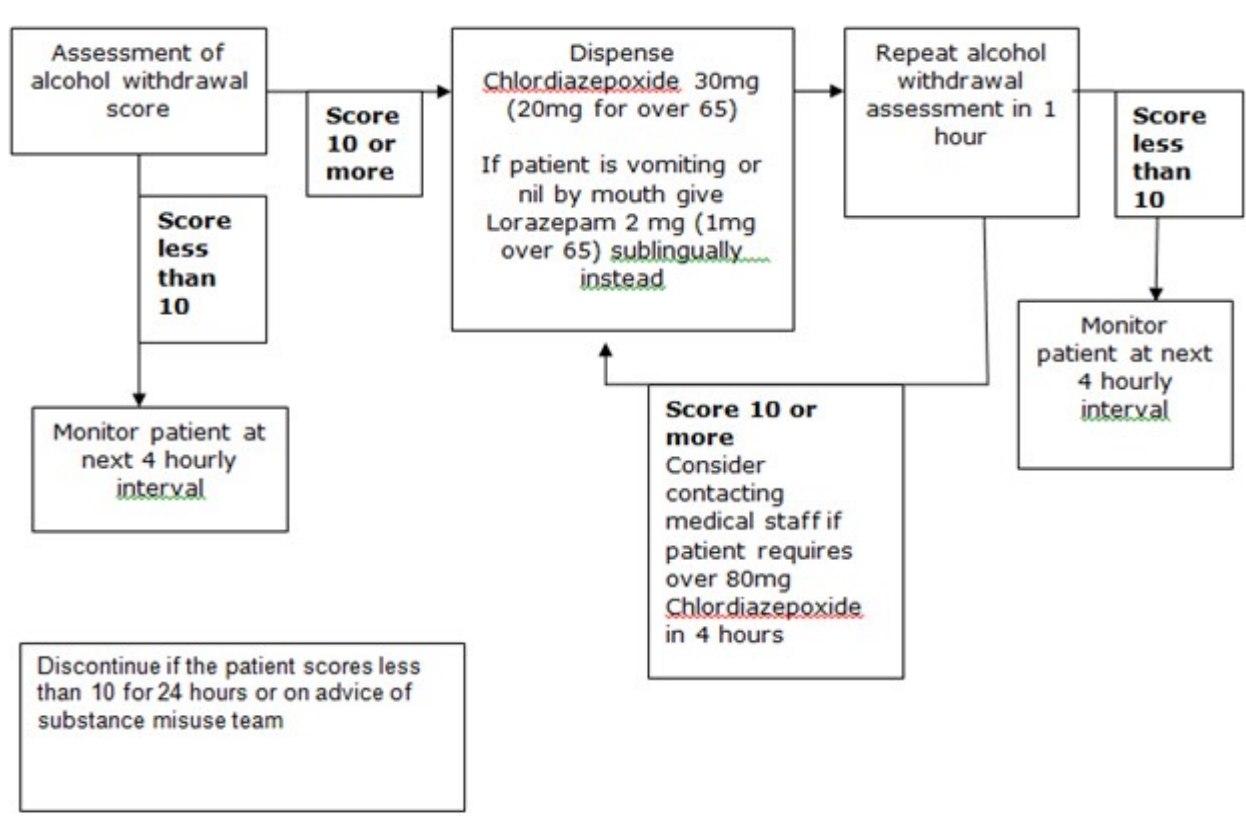 Assessment of
alcohol withdrawal
score
Score
10 or
more
Dispense
Chlordiazepoxide 30mg
(20mg for over 65)
If patient is vomiting or
nil by mouth give
Lorazepam 2 mg (1mg
over 65) sublingually
instead
Repeat alcohol
withdrawal
assessment in 1
hour
Score
less
than
10
Score
less
than
10
Monitor patient at
next 4 hourly
interval
Monitor
patient at next
4 hourly
interval
Score 10 or
more
Consider
contacting
medical staff if
patient requires
over 80mg
Chlordiazepoxide
in 4 hours
Discontinue if the patient scores less
than 10 for 24 hours or on advice of
substance misuse team